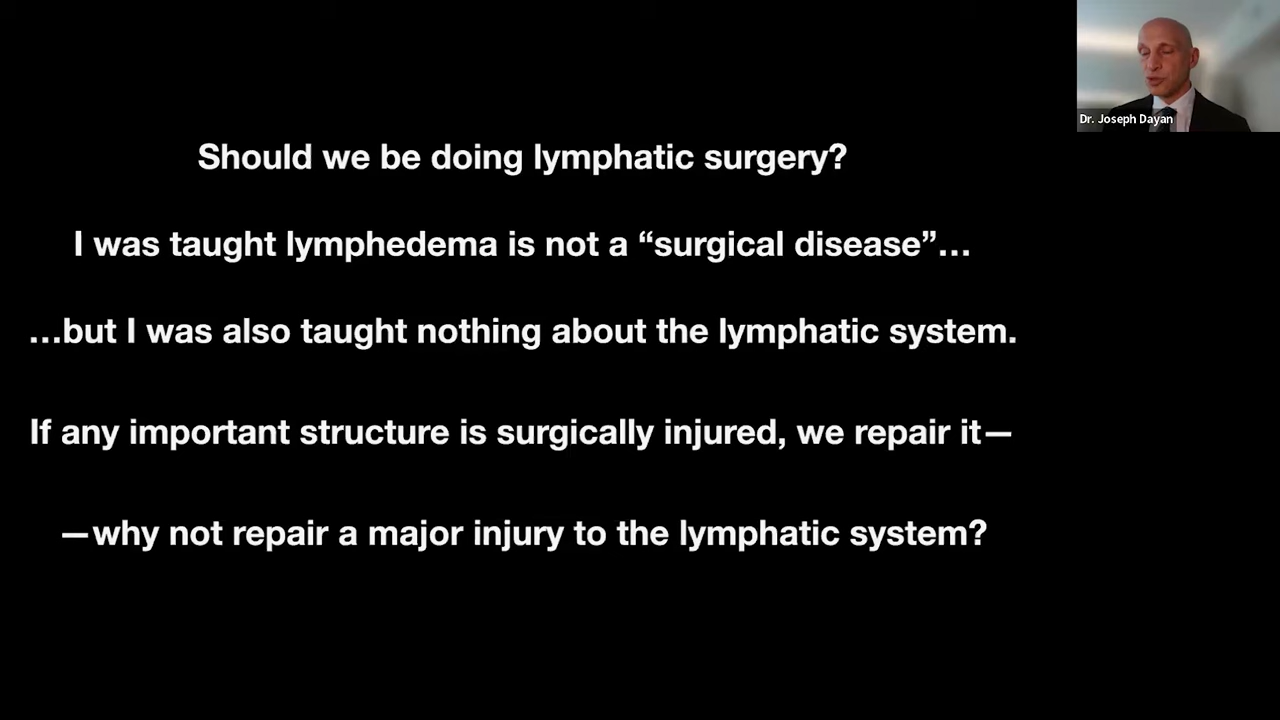 Should we be doing lymphatic surgery?
I was taught lymphedema is not a “surgical disease”…
…but I was also taught nothing about the lymphatic system.
If any important structure is surgically injured, we repair it—
—why not repair a major injury to the lymphatic system?
Dr. Joseph Dayan